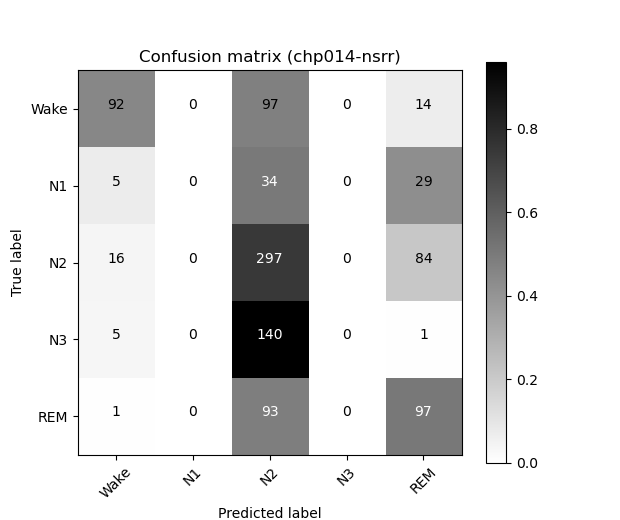 Confusion matrix (chp014-nsrr)
Wake 92 0 97 0 14
N1 5 0 34 0 29
N2 16 0 297 0 84
N3 5 0 140 0 1
REM 1 0 93 0 97
Wake N1 N2 N3 REM
True label
Predicted label
0.8
0.6
0.4
0.2
0.0